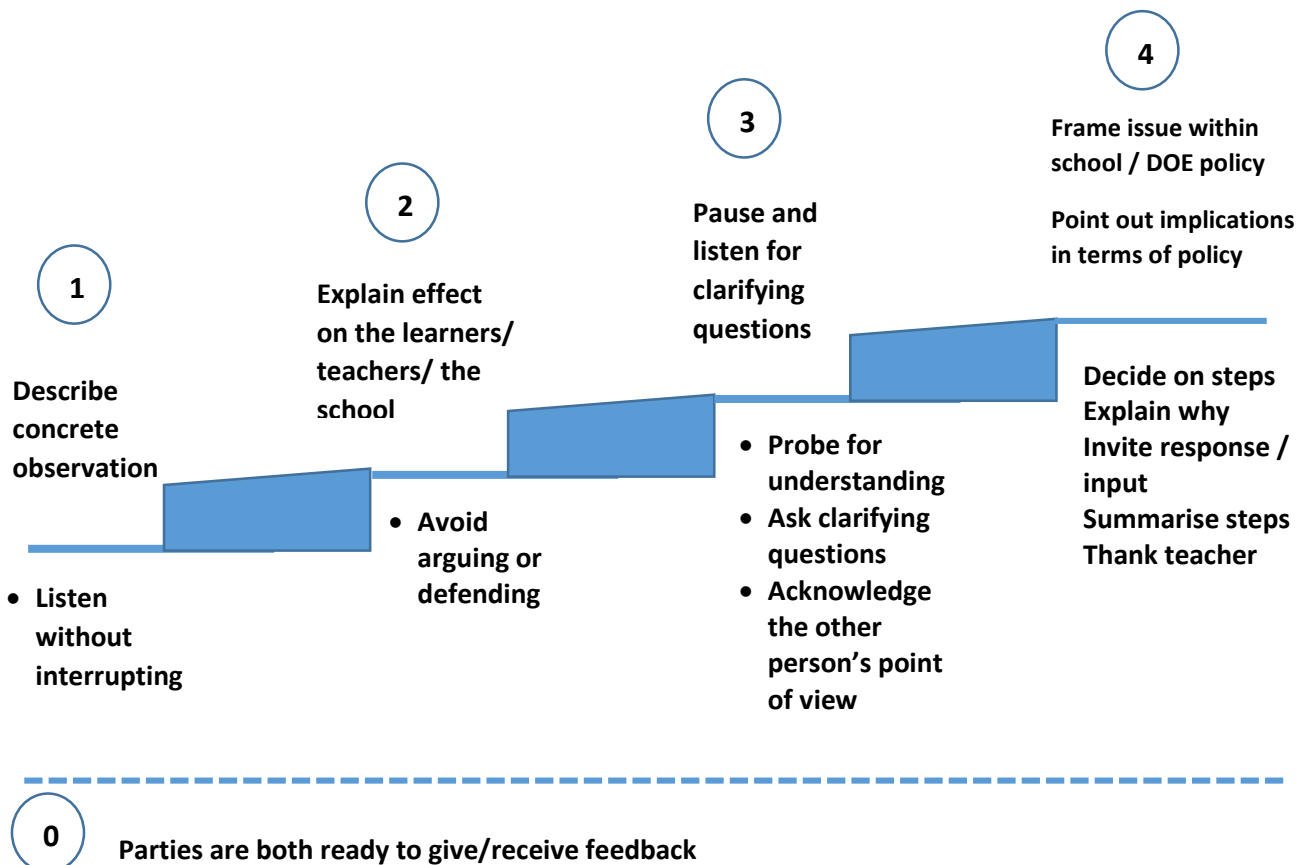 1
Describe
concrete
observation
• Listen
without
interrupting
2
Explain effect
on the learners/
teachers/ the
school
• Avoid
arguing or
defending
3
Pause and
listen for
clarifying
questions
• Probe for
understanding
• Ask clarifying
questions
• Acknowledge
the other
person’s point
of view
4
Frame issue within
school / DOE policy
Point out implications
in terms of policy
Decide on steps
Explain why
Invite response /
input
Summarise steps
Thank teacher
0
Parties are both ready to give/receive feedback